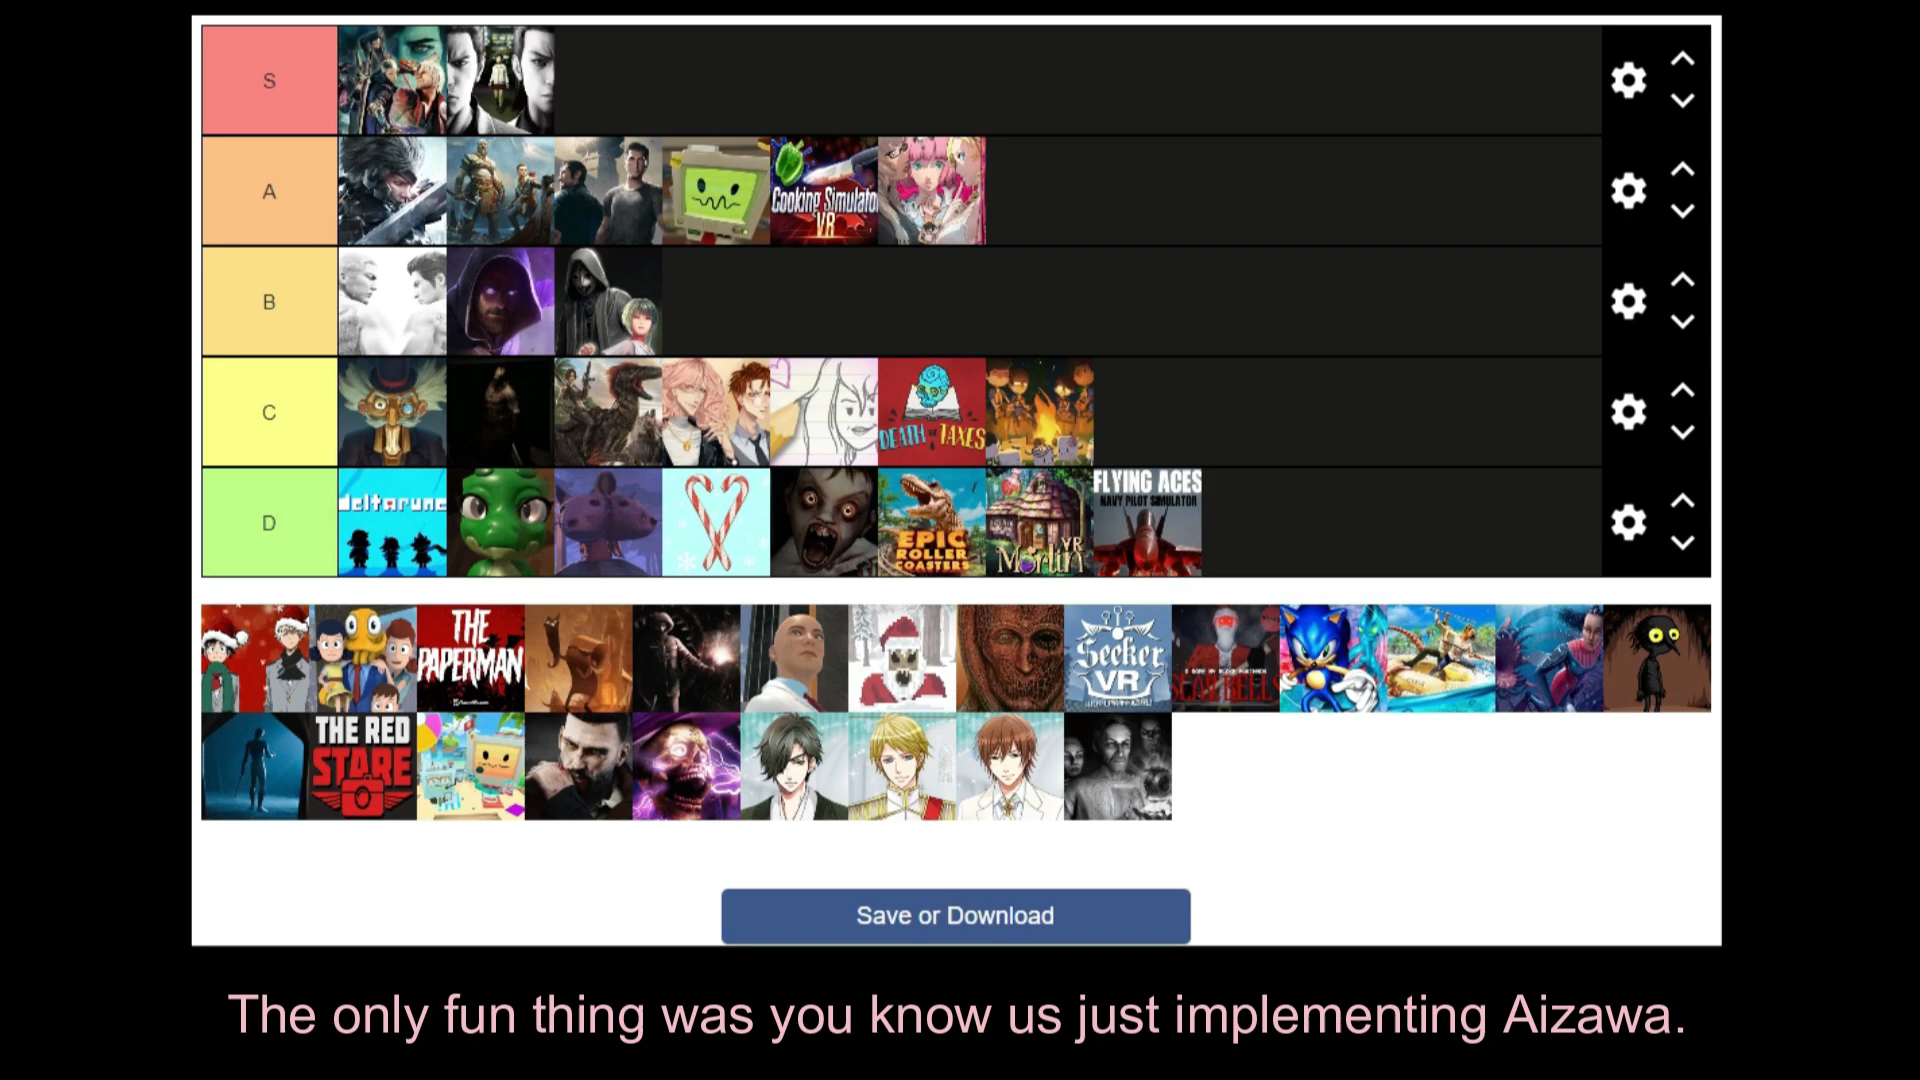 S
A
Cooking Simulator
VR
B
C
DEATH AND TAXES
D
deltarune
EPIC
ROLLER
COASTERS
VR
Merlin
FLYING ACES
NAVY PILOT SIMULATOR
THE
PAPERMAN
Seeker
VR
THE RED
STARE
Save or Download
The only fun thing was you know us just implementing Aizawa.